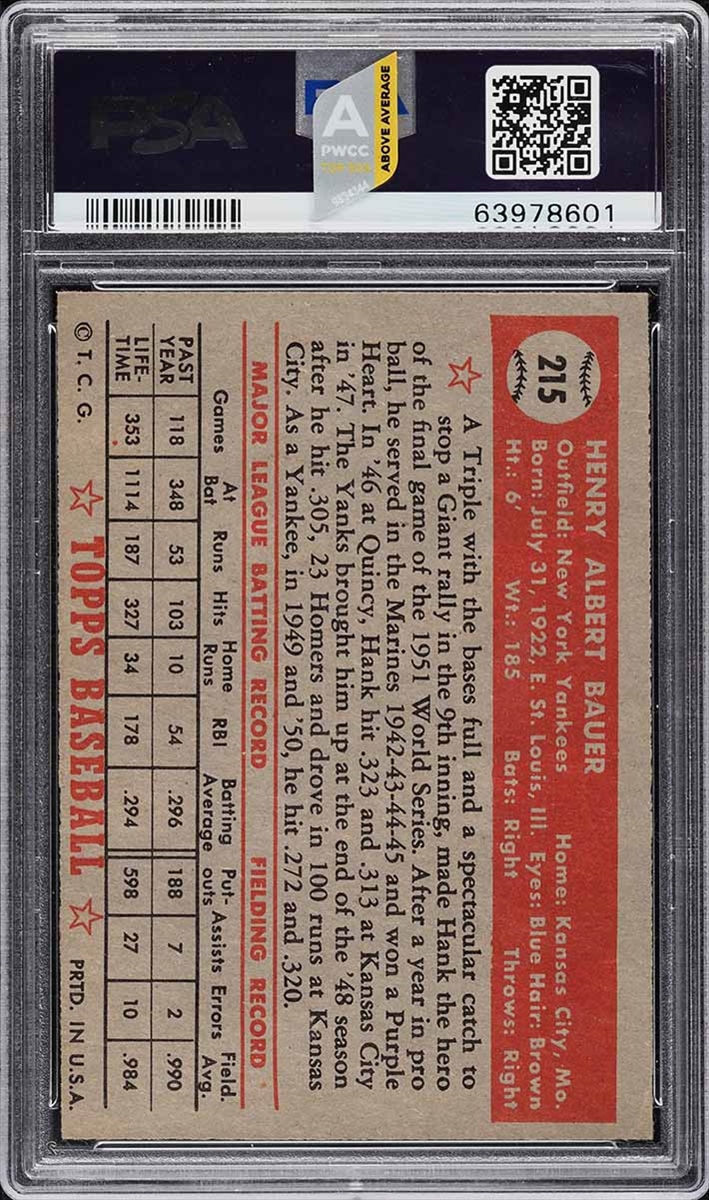 PSA
A
PWCC
ABOVE AVERAGE
63978601
215
HENRY ALBERT BAUER
Outfield: New York Yankees Home: Kansas City, Mo.
Born: July 31, 1922, E. St. Louis, Ill. Eyes: Blue Hair: Brown
Ht.: 6' Wt.: 185 Bats: Right Throws: Right
A Triple with the bases full and a spectacular catch to
stop a Giant rally in the 9th inning, made Hank the hero
of the final game of the 1951 World Series. After a year in pro
ball, he served in the Marines 1942-43-44-45 and won a Purple
Heart. In '46 at Quincy, Hank hit .323 and .313 at Kansas City
in '47. The Yanks brought him up at the end of the '48 season
after he hit .305, 23 Homers and drove in 100 runs at Kansas
City. As a Yankee, in 1949 and '50, he hit .272 and .320.
MAJOR LEAGUE BATTING RECORD FIELDING RECORD
Games At Bat Runs Hits Home Runs RBI Batting Average Put-outs Assists Errors Field. Avg.
PAST YEAR 118 348 53 103 10 54 .296 188 7 2 .990
LIFE-TIME 353 1114 187 327 34 178 .294 598 27 10 .984
© T. C. G. ☆ TOPPS BASEBALL ☆ PRTD. IN U.S.A.